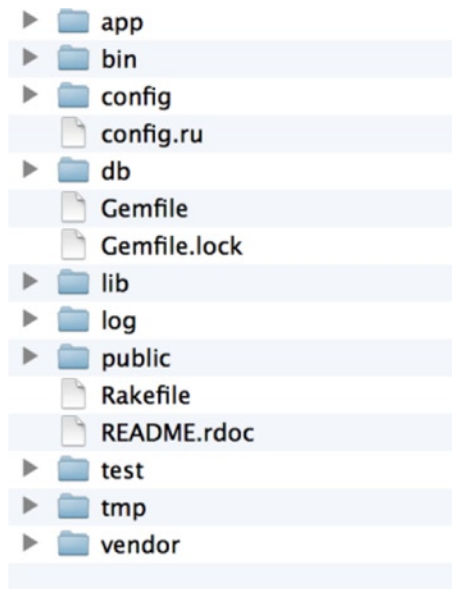 app
bin
config
config.ru
db
Gemfile
Gemfile.lock
lib
log
public
Rakefile
README.rdoc
test
tmp
vendor